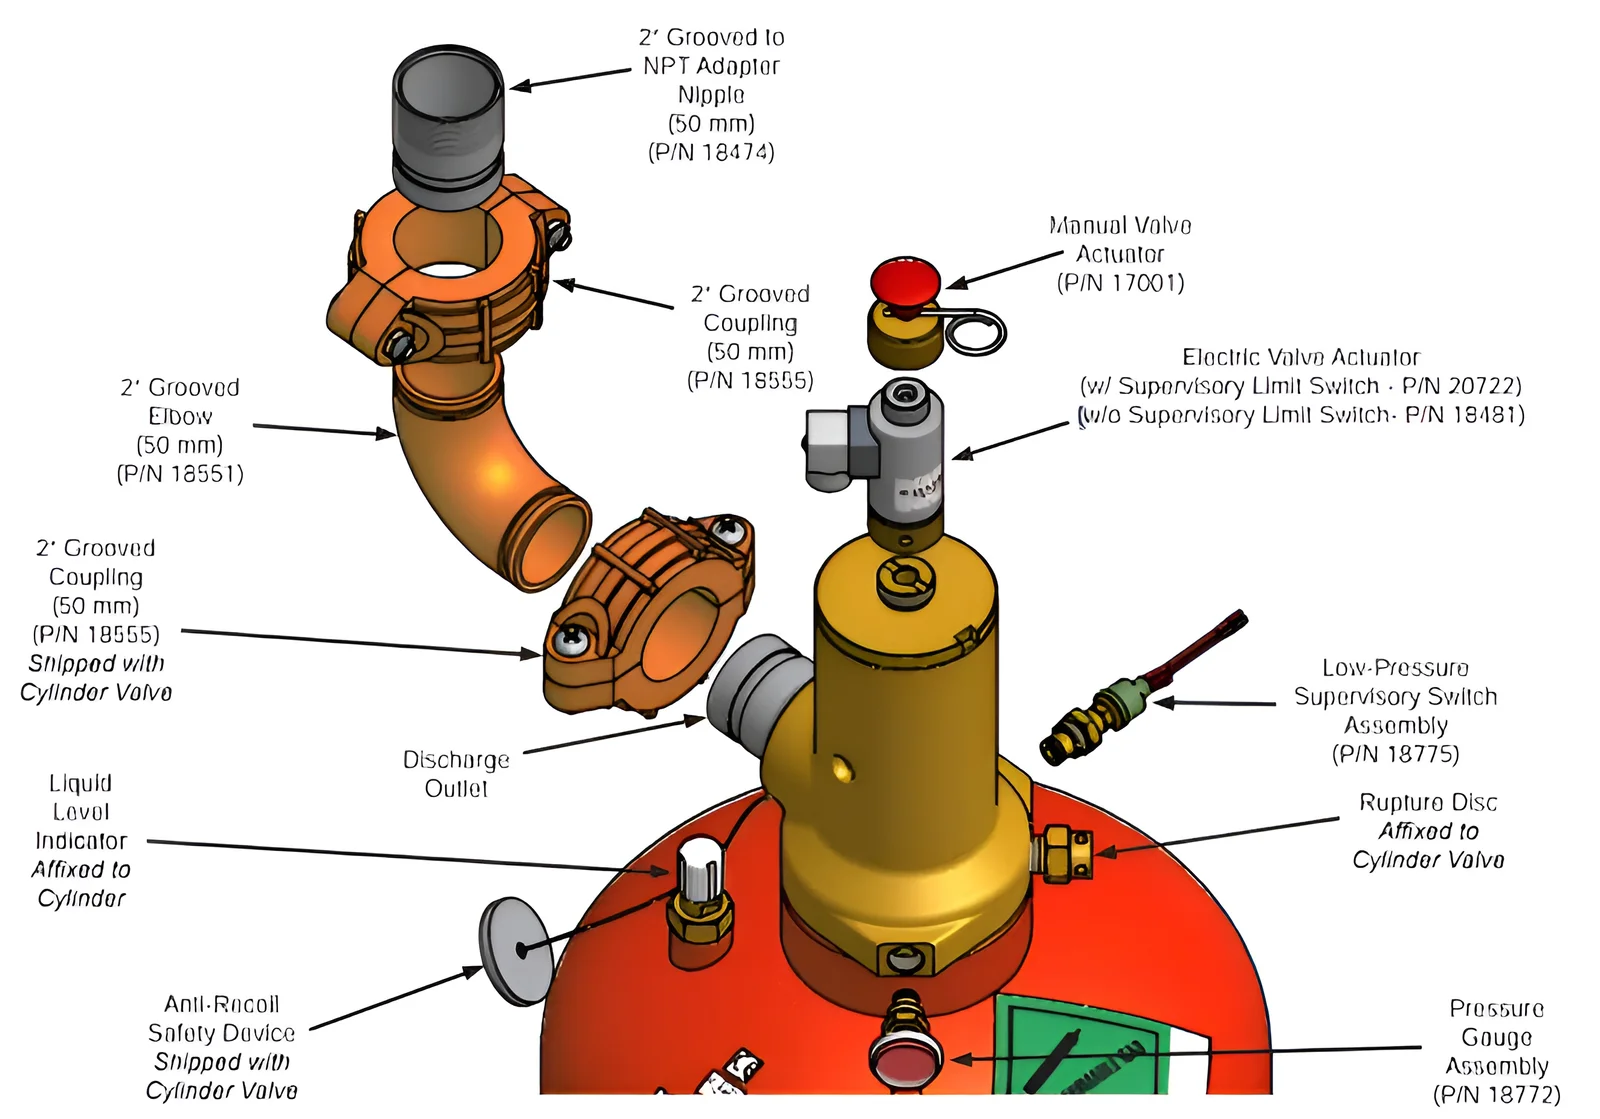 2" Grooved to
NPT Adapter
Nipple
(50 mm)
(P/N 18474)
Manual Valve
Actuator
(P/N 17001)
2" Grooved
Coupling
(50 mm)
(P/N 18555)
Electric Valve Actuator
(w/ Supervisory Limit Switch - P/N 20722)
(w/o Supervisory Limit Switch- P/N 18481)
2" Grooved
Elbow
(50 mm)
(P/N 18551)
2" Grooved
Coupling
(50 mm)
(P/N 18555)
Shipped with
Cylinder Valve
Low-Pressure
Supervisory Switch
Assembly
(P/N 18775)
Discharge
Outlet
Liquid
Level
Indicator
Affixed to
Cylinder
Rupture Disc
Affixed to
Cylinder Valve
Anti-Recoil
Safety Device
Shipped with
Cylinder Valve
Pressure
Gauge
Assembly
(P/N 18772)